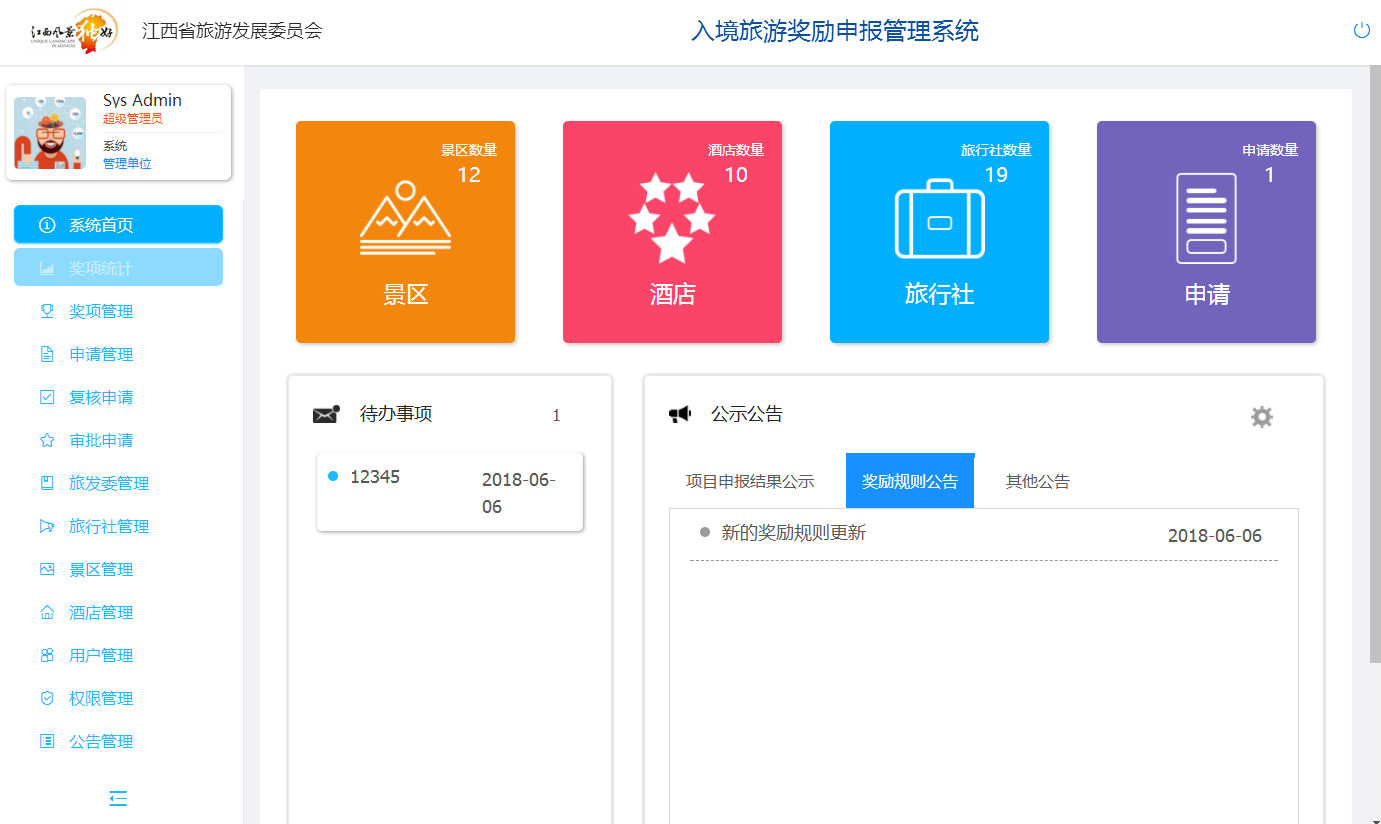 江西风景独好
UNIQUE LANDSCAPE
IN JIANGXI
江西省旅游发展委员会
入境旅游奖励申报管理系统
Sys Admin
超级管理员
系统
管理单位
系统首页
奖项统计
奖项管理
申请管理
复核申请
审批申请
旅发委管理
旅行社管理
景区管理
酒店管理
用户管理
权限管理
公告管理
景区数量
12
景区
酒店数量
10
酒店
旅行社数量
19
旅行社
申请数量
1
申请
待办事项
1
12345
2018-06-
06
公示公告
项目申报结果公示
奖励规则公告
其他公告
新的奖励规则更新
2018-06-06